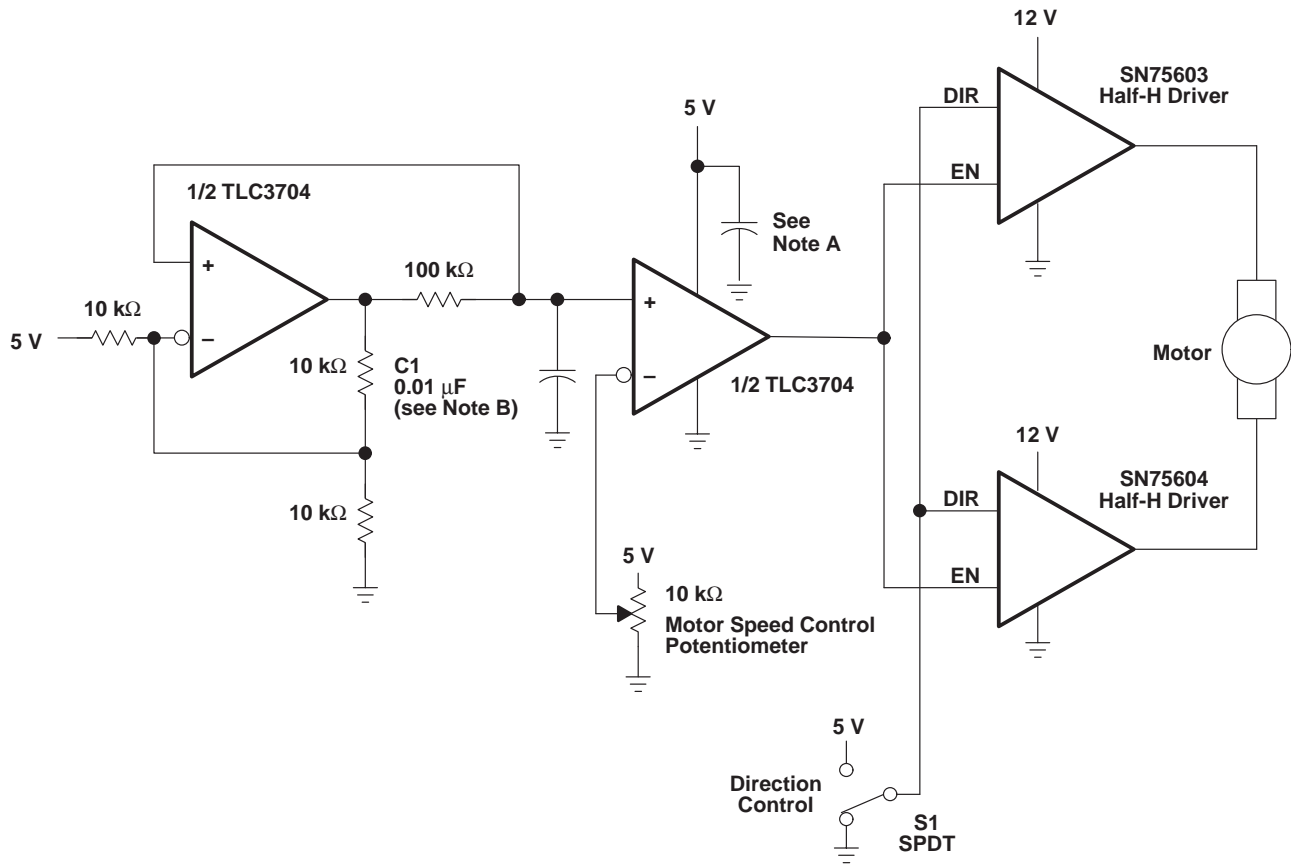 12 V
SN75603
Half-H Driver
DIR
EN
5 V
1/2 TLC3704
See
Note A
+
–
100 kΩ
10 kΩ
5 V
10 kΩ
C1
0.01 μF
(see Note B)
+
–
1/2 TLC3704
Motor
10 kΩ
12 V
SN75604
Half-H Driver
DIR
EN
5 V
10 kΩ
Motor Speed Control
Potentiometer
5 V
Direction
Control
S1
SPDT